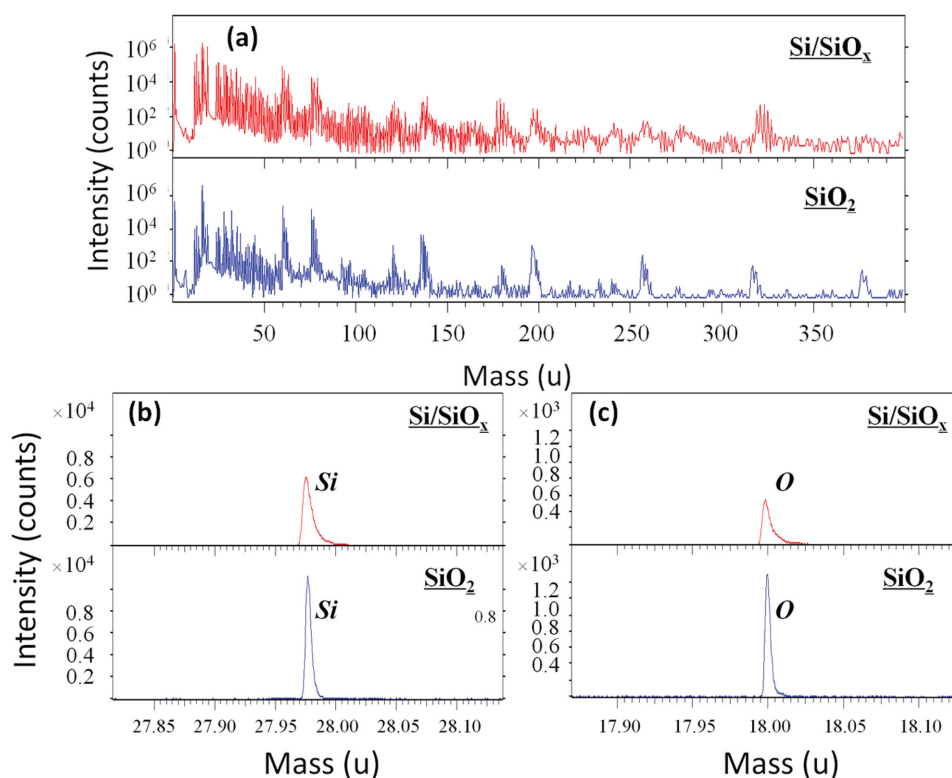 (a)
Si/SiOₓ
10⁶
10⁴
10²
10⁰
SiO₂
10⁴
10²
10⁰
Intensity (counts)
50 100 150 200 250 300 350
Mass (u)
(b)
×10⁴
Si/SiOₓ
0.8
0.6
0.4
0.2
Si
×10⁴
SiO₂
0.8
0.6
0.4
0.2
Si
0.8
Intensity (counts)
27.85 27.90 27.95 28.00 28.05 28.10
Mass (u)
(c)
×10³
Si/SiOₓ
1.2
1.0
0.8
0.6
0.4
O
×10³
SiO₂
1.2
1.0
0.8
0.6
0.4
O
17.90 17.95 18.00 18.05 18.10
Mass (u)